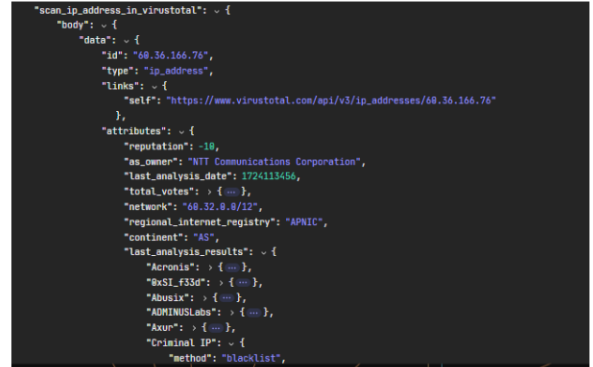 "scan_ip_address_in_virustotal": ⌄ {
"body": ⌄ {
"data": ⌄ {
"id": "60.36.166.76",
"type": "ip_address",
"links": ⌄ {
"self": "https://www.virustotal.com/api/v3/ip_addresses/60.36.166.76"
},
"attributes": ⌄ {
"reputation": -10,
"as_owner": "NTT Communications Corporation",
"last_analysis_date": 1724113456,
"total_votes": › { ⋯ },
"network": "60.32.0.0/12",
"regional_internet_registry": "APNIC",
"continent": "AS",
"last_analysis_results": ⌄ {
"Acronis": › { ⋯ },
"0xSI_f33d": › { ⋯ },
"Abusix": › { ⋯ },
"ADMINUSLabs": › { ⋯ },
"Axur": › { ⋯ },
"Criminal IP": ⌄ {
"method": "blacklist",